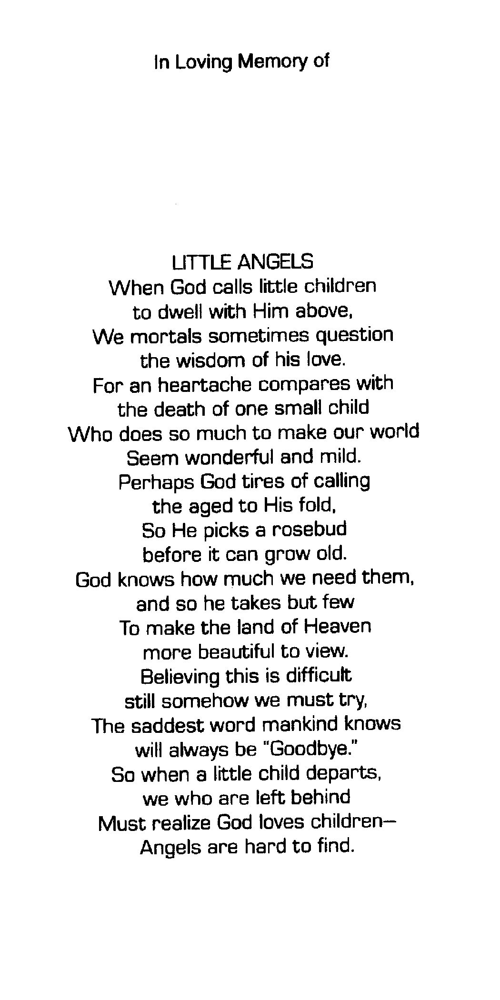 In Loving Memory of
LITTLE ANGELS
When God calls little children
to dwell with Him above,
We mortals sometimes question
the wisdom of his love.
For an heartache compares with
the death of one small child
Who does so much to make our world
Seem wonderful and mild.
Perhaps God tires of calling
the aged to His fold,
So He picks a rosebud
before it can grow old.
God knows how much we need them,
and so he takes but few
To make the land of Heaven
more beautiful to view.
Believing this is difficult
still somehow we must try,
The saddest word mankind knows
will always be "Goodbye."
So when a little child departs,
we who are left behind
Must realize God loves children—
Angels are hard to find.